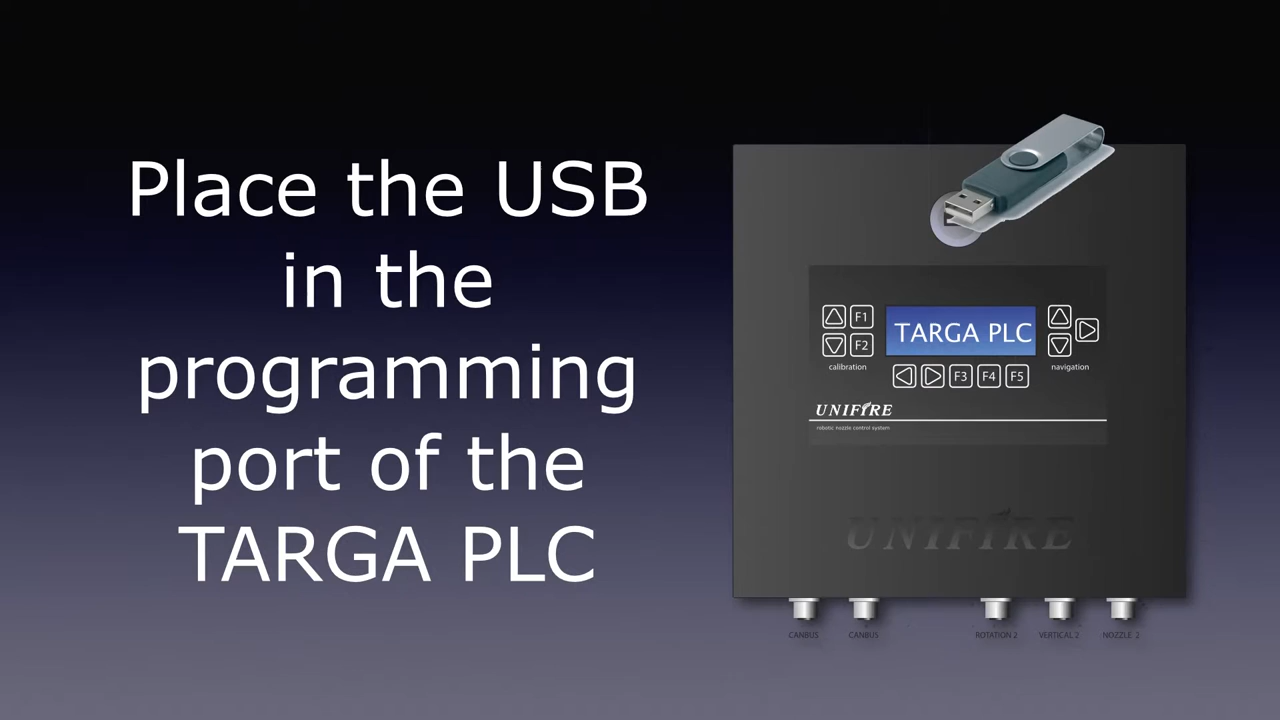 Place the USB
in the
programming
port of the
TARGA PLC
F1
TARGA PLC
F2
calibration
navigation
F3 F4 F5
UNIFIRE
robotic nozzle control system
UNIFIRE
CANBUS CANBUS ROTATION 2 VERTICAL 2 NOZZLE 2